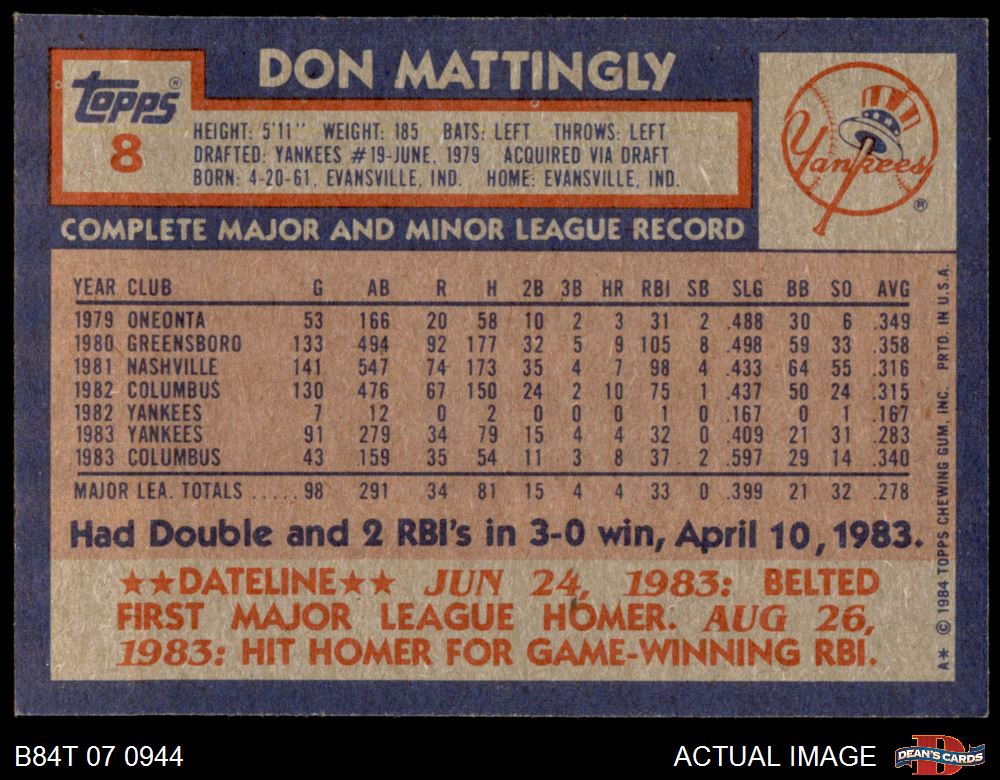 DON MATTINGLY
Topps®
8
HEIGHT: 5'11" WEIGHT: 185 BATS: LEFT THROWS: LEFT
DRAFTED: YANKEES #19-JUNE, 1979 ACQUIRED VIA DRAFT
BORN: 4-20-61, EVANSVILLE, IND. HOME: EVANSVILLE, IND.
Yankees®
COMPLETE MAJOR AND MINOR LEAGUE RECORD
YEAR CLUB G AB R H 2B 3B HR RBI SB SLG BB SO AVG
1979 ONEONTA 53 166 20 58 10 2 3 31 2 .488 30 6 .349
1980 GREENSBORO 133 494 92 177 32 5 9 105 8 .498 59 33 .358
1981 NASHVILLE 141 547 74 173 35 4 7 98 4 .433 64 55 .316
1982 COLUMBUS 130 476 67 150 24 2 10 75 1 .437 50 24 .315
1982 YANKEES 7 12 0 2 0 0 0 1 0 .167 0 1 .167
1983 YANKEES 91 279 34 79 15 4 4 32 0 .409 21 31 .283
1983 COLUMBUS 43 159 35 54 11 3 8 37 2 .597 29 14 .340
MAJOR LEA. TOTALS ..... 98 291 34 81 15 4 4 33 0 .399 21 32 .278
Had Double and 2 RBI's in 3-0 win, April 10, 1983.
★★DATELINE★★ JUN 24, 1983: BELTED
FIRST MAJOR LEAGUE HOMER. AUG 26,
1983: HIT HOMER FOR GAME-WINNING RBI.
A* © 1984 TOPPS CHEWING GUM, INC. PRTD. IN U.S.A.
B84T 07 0944
ACTUAL IMAGE
DEAN'S CARDS